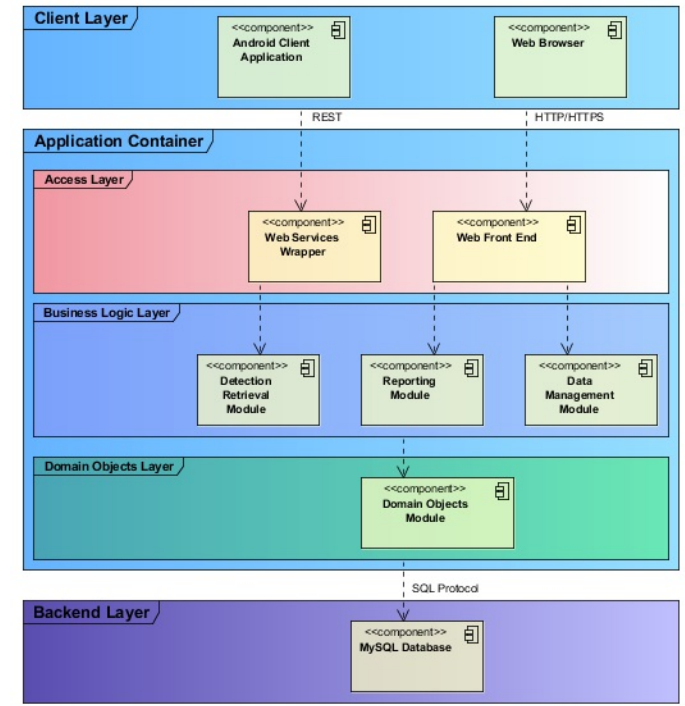 Client Layer
<<component>>
Android Client
Application
<<component>>
Web Browser
REST
HTTP/HTTPS
Application Container
Access Layer
<<component>>
Web Services
Wrapper
<<component>>
Web Front End
Business Logic Layer
<<component>>
Detection
Retrieval
Module
<<component>>
Reporting
Module
<<component>>
Data
Management
Module
Domain Objects Layer
<<component>>
Domain Objects
Module
SQL Protocol
Backend Layer
<<component>>
MySQL Database